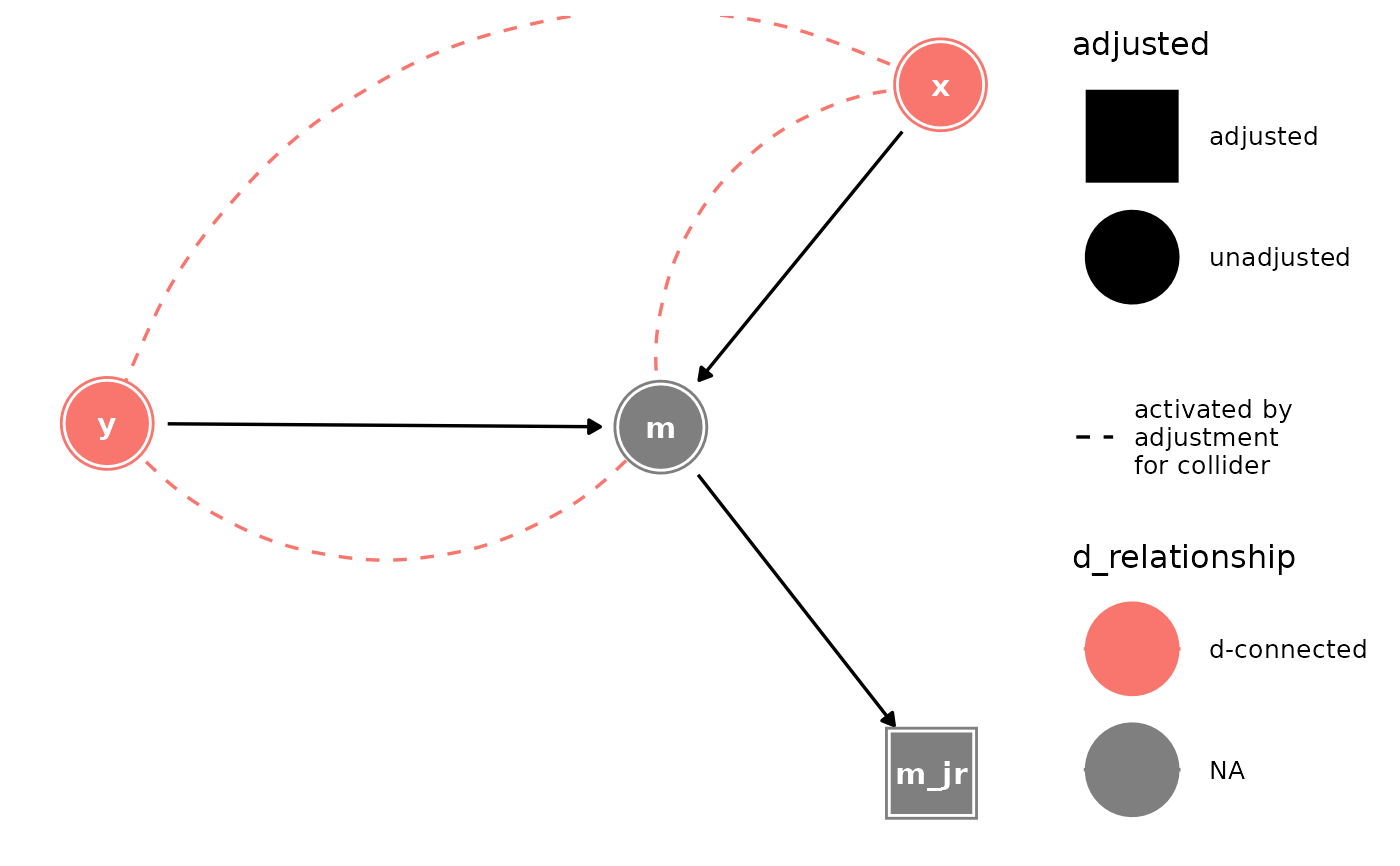 x
y
m
m_jr
adjusted
adjusted
unadjusted
activated by
adjustment
for collider
d_relationship
d-connected
NA